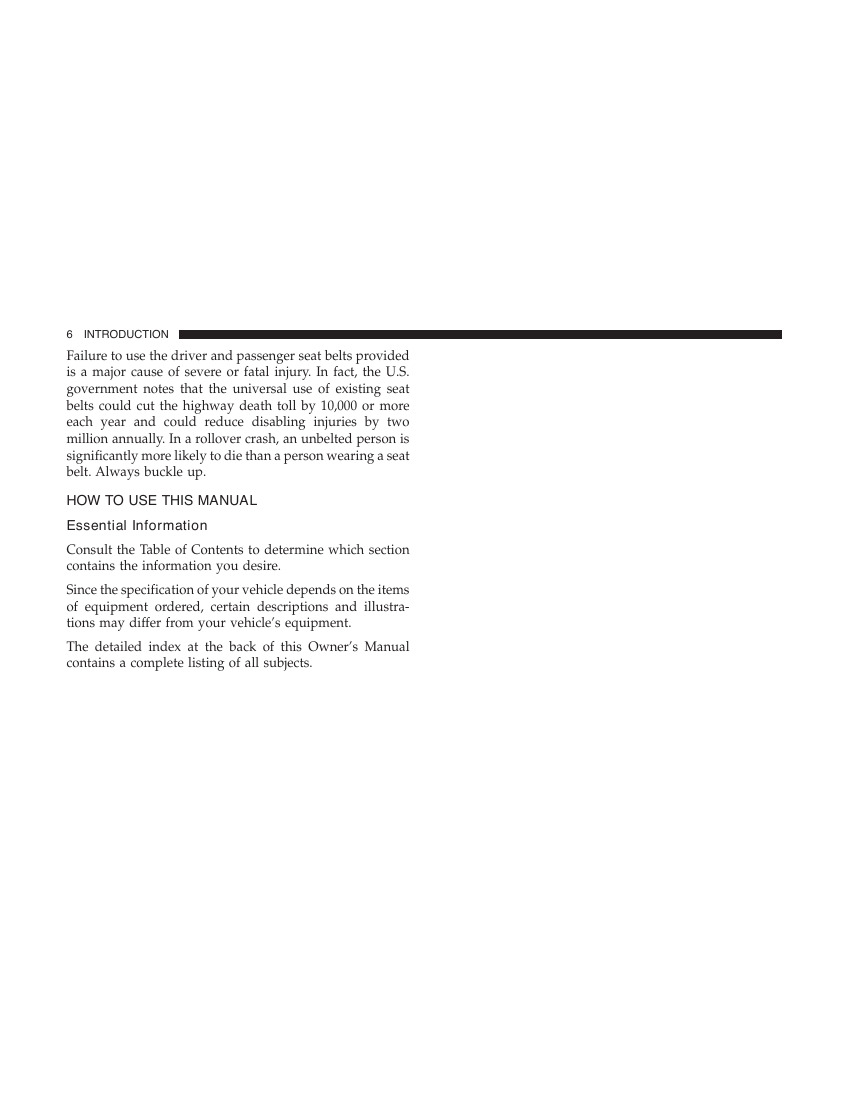 6 INTRODUCTION
Failure to use the driver and passenger seat belts provided
is a major cause of severe or fatal injury. In fact, the U.S.
government notes that the universal use of existing seat
belts could cut the highway death toll by 10,000 or more
each year and could reduce disabling injuries by two
million annually. In a rollover crash, an unbelted person is
significantly more likely to die than a person wearing a seat
belt. Always buckle up.
HOW TO USE THIS MANUAL
Essential Information
Consult the Table of Contents to determine which section
contains the information you desire.
Since the specification of your vehicle depends on the items
of equipment ordered, certain descriptions and illustra-
tions may differ from your vehicle’s equipment.
The detailed index at the back of this Owner’s Manual
contains a complete listing of all subjects.